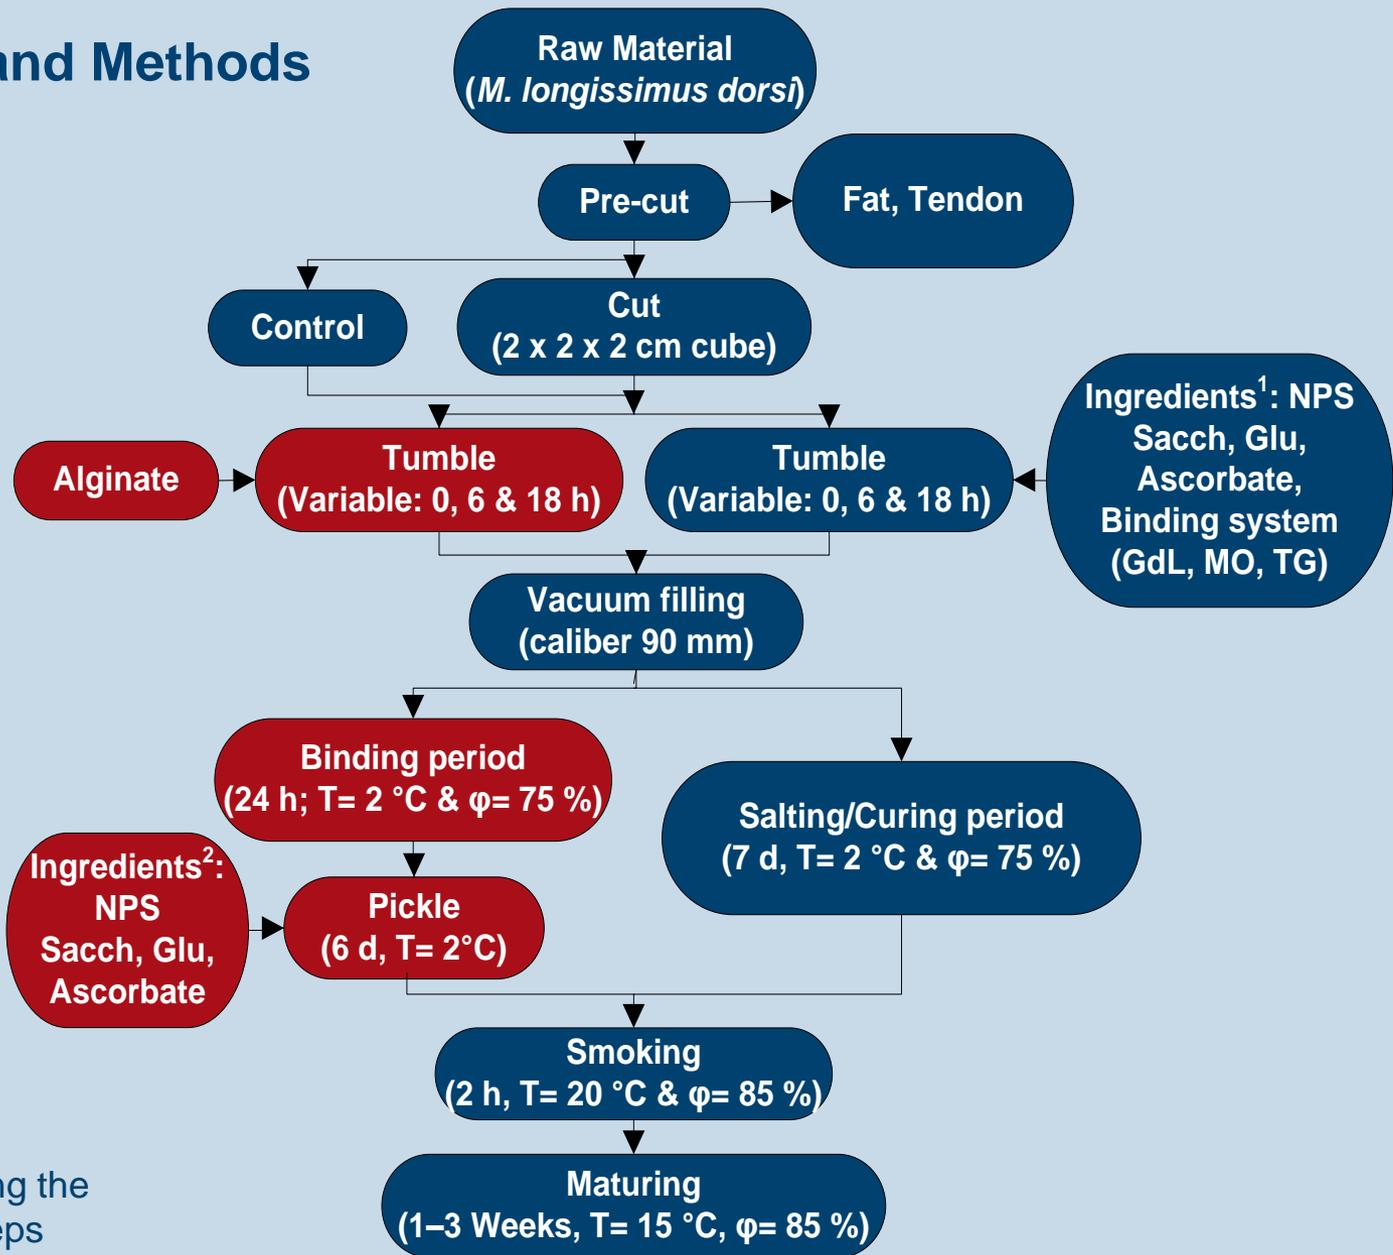 and Methods
Raw Material
(M. longissimus dorsi)
Pre-cut
Fat, Tendon
Control
Cut
(2 x 2 x 2 cm cube)
Alginate
Tumble
(Variable: 0, 6 & 18 h)
Tumble
(Variable: 0, 6 & 18 h)
Ingredients¹: NPS
Sacch, Glu,
Ascorbate,
Binding system
(GdL, MO, TG)
Vacuum filling
(caliber 90 mm)
Binding period
(24 h; T= 2 °C & φ= 75 %)
Salting/Curing period
(7 d, T= 2 °C & φ= 75 %)
Ingredients²:
NPS
Sacch, Glu,
Ascorbate
Pickle
(6 d, T= 2°C)
Smoking
(2 h, T= 20 °C & φ= 85 %)
Maturing
(1–3 Weeks, T= 15 °C, φ= 85 %)
the